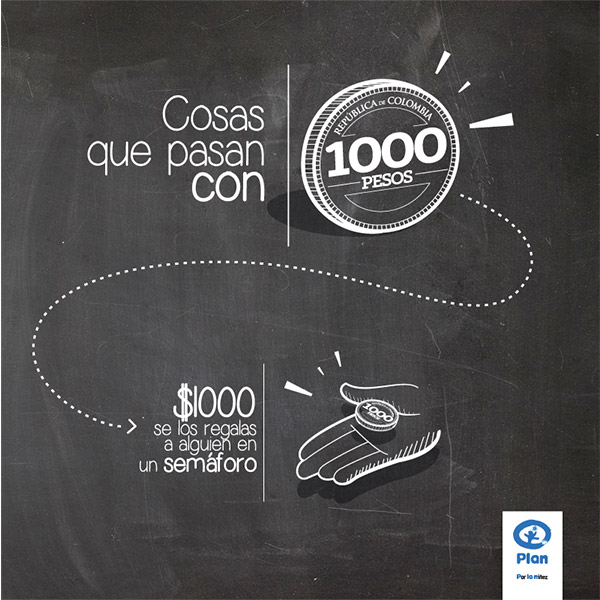 Cosas
que pasan
con
REPÚBLICA DE COLOMBIA
1000
PESOS
$1000
se los regalas
a alguien en
un semáforo
1000
Plan
Por la niñez